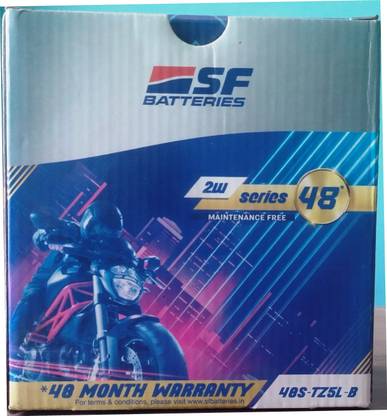 SF
BATTERIES
2W series 48*
MAINTENANCE FREE
*48 MONTH WARRANTY
For terms & conditions, please visit www.sfbatteries.in
48S-TZ5L-B